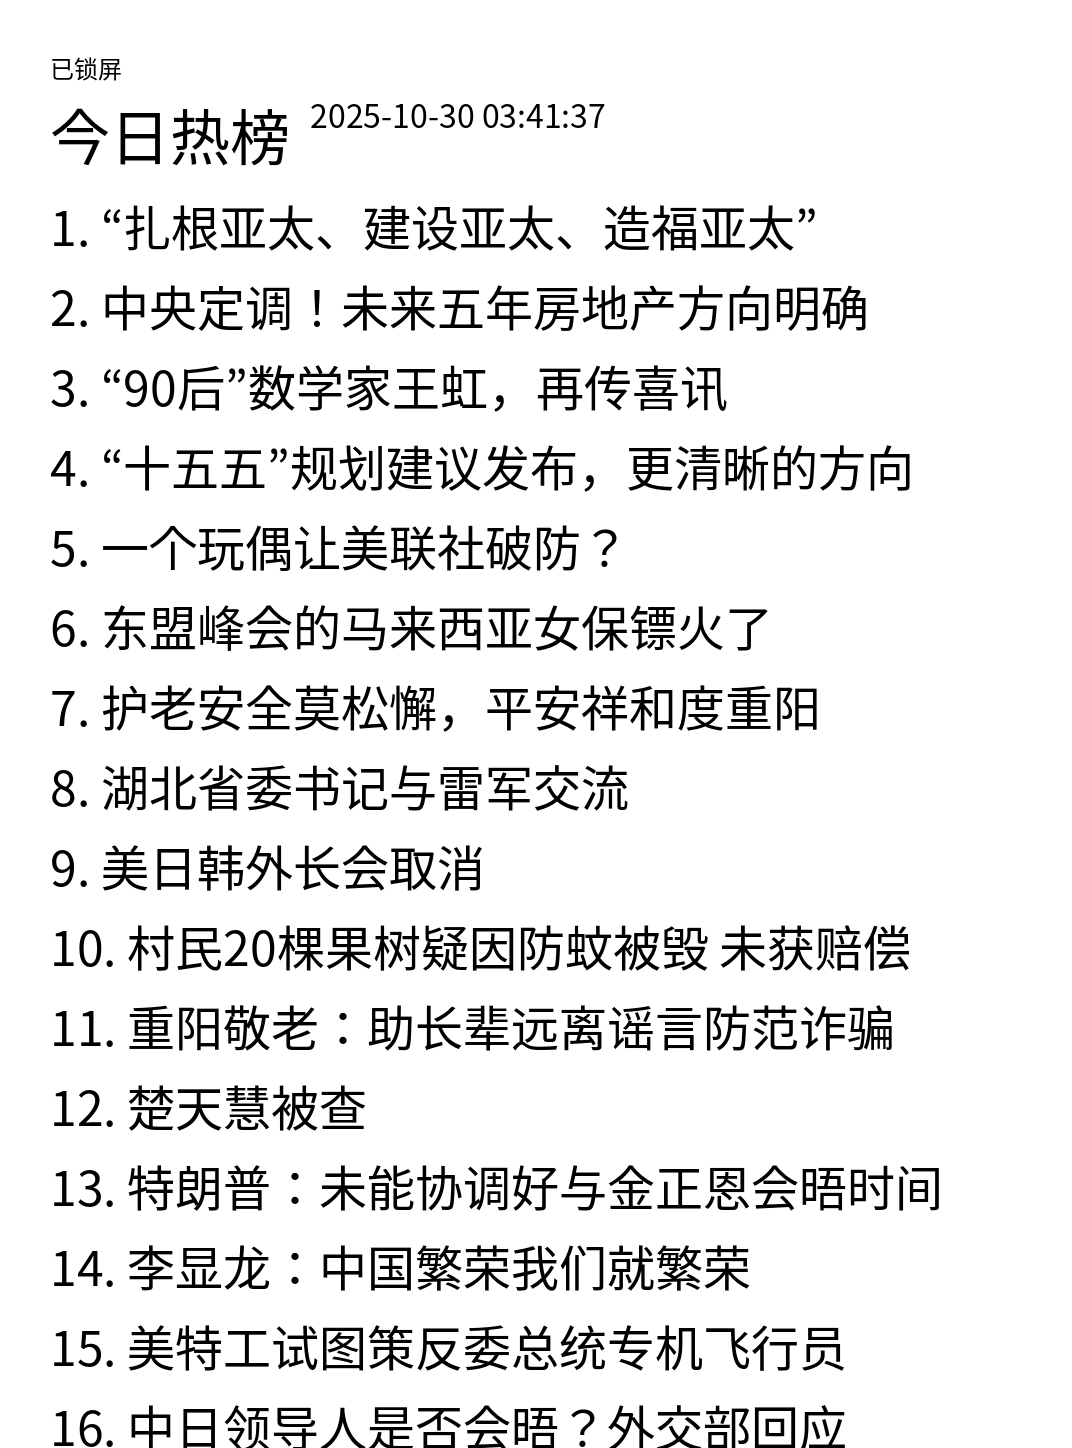 已锁屏
今日热榜 2025-10-30 03:41:37
1. “扎根亚太、建设亚太、造福亚太”
2. 中央定调！未来五年房地产方向明确
3. “90后”数学家王虹，再传喜讯
4. “十五五”规划建议发布，更清晰的方向
5. 一个玩偶让美联社破防？
6. 东盟峰会的马来西亚女保镖火了
7. 护老安全莫松懈，平安祥和度重阳
8. 湖北省委书记与雷军交流
9. 美日韩外长会取消
10. 村民20棵果树疑因防蚊被毁 未获赔偿
11. 重阳敬老：助长辈远离谣言防范诈骗
12. 楚天慧被查
13. 特朗普：未能协调好与金正恩会晤时间
14. 李显龙：中国繁荣我们就繁荣
15. 美特工试图策反委总统专机飞行员
16. 中日领导人是否会晤？外交部回应